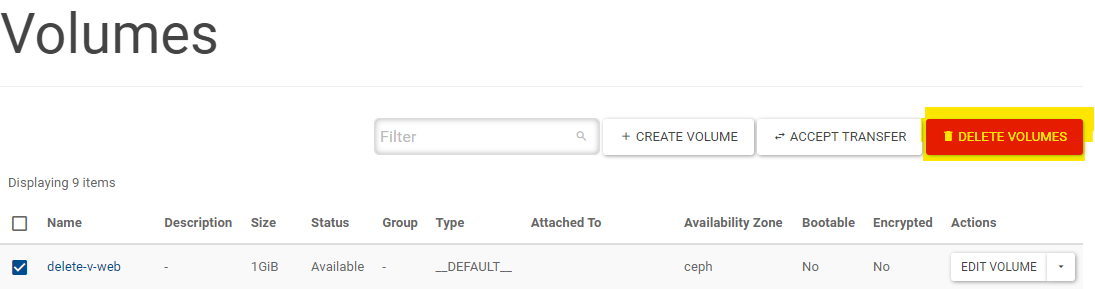 Volumes
Filter
+ CREATE VOLUME
ACCEPT TRANSFER
DELETE VOLUMES
Displaying 9 items
Name Description Size Status Group Type Attached To Availability Zone Bootable Encrypted Actions
delete-v-web - 1GiB Available - __DEFAULT__ ceph No No EDIT VOLUME